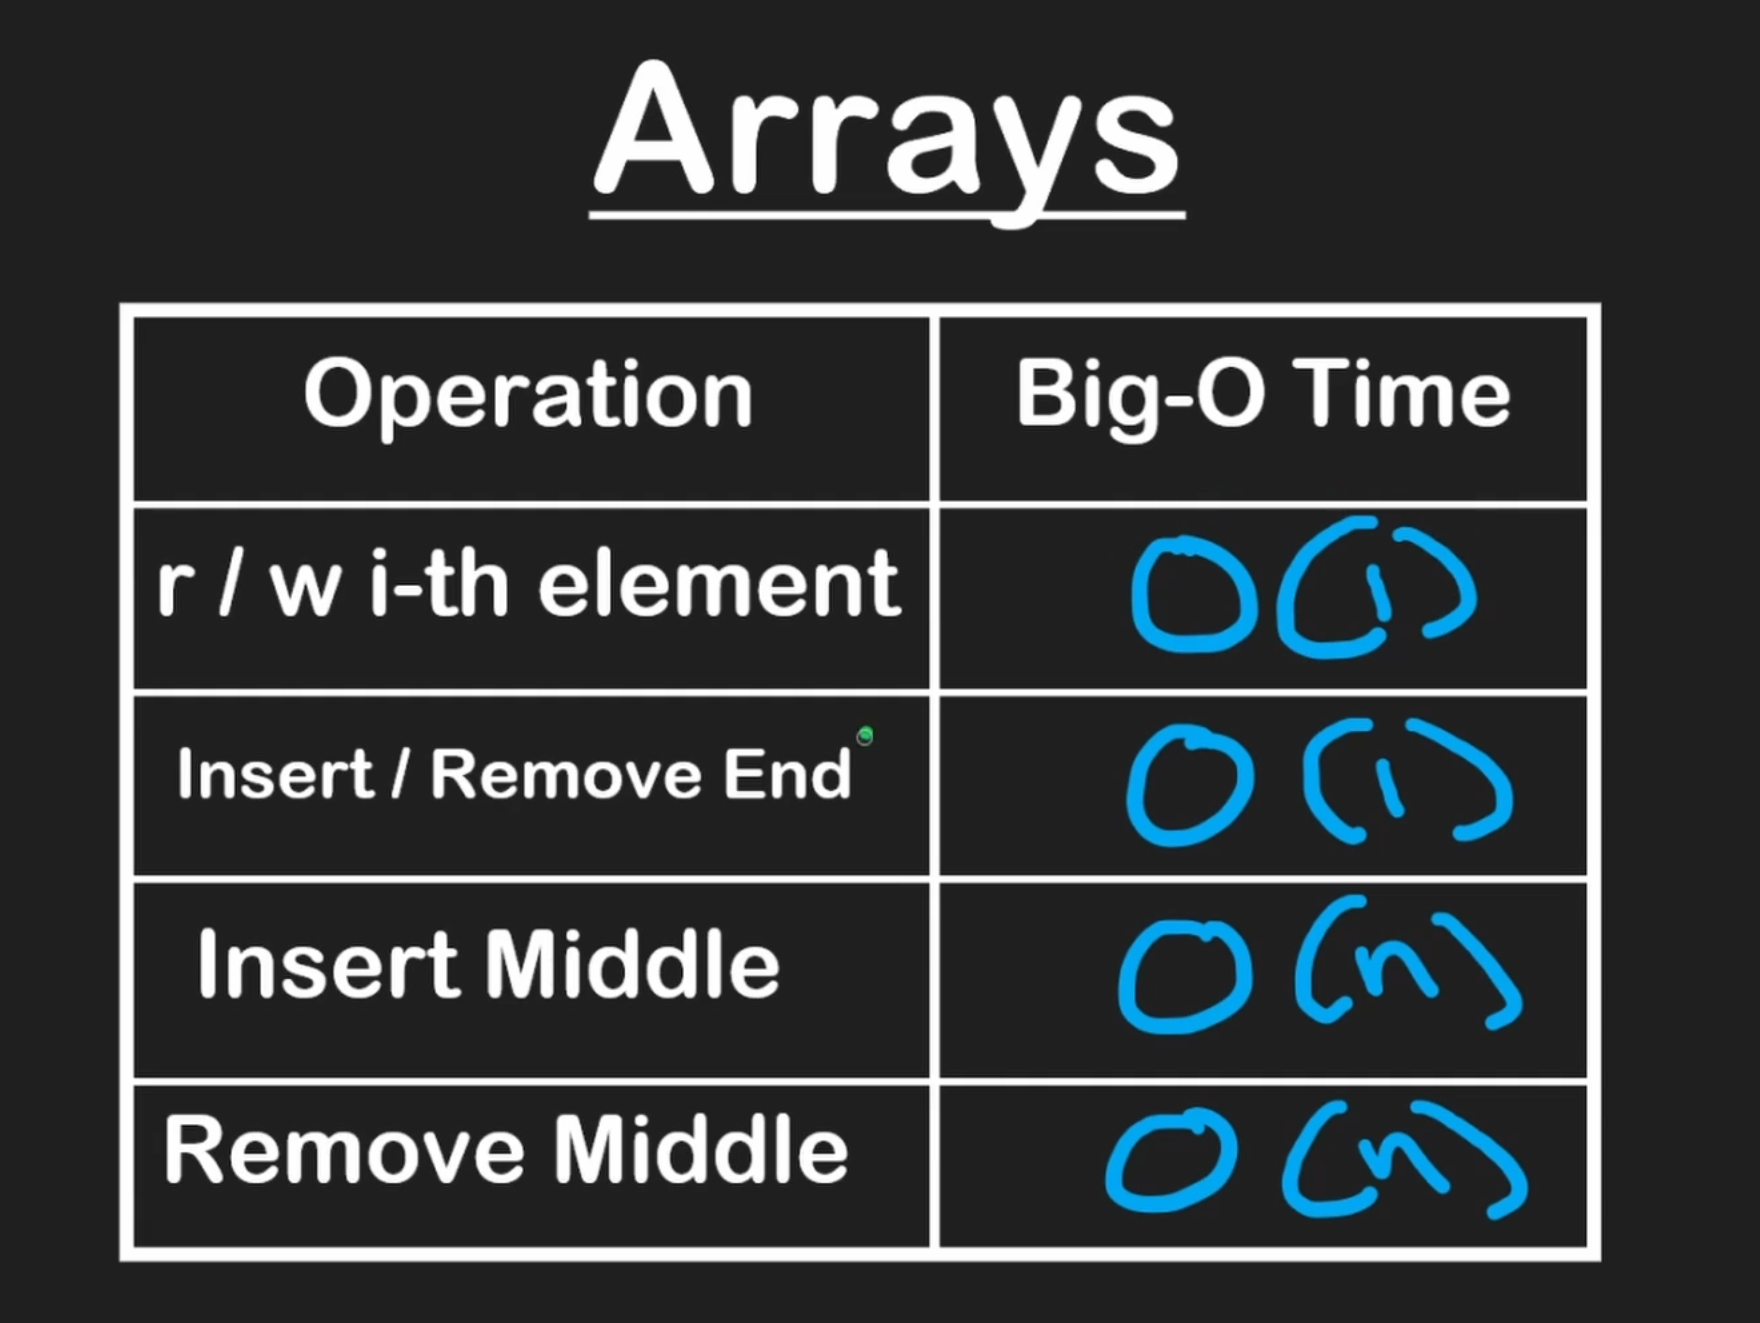 Arrays
Operation Big-O Time
r / w i-th element O(1)
Insert / Remove End O(1)
Insert Middle O(n)
Remove Middle O(n)